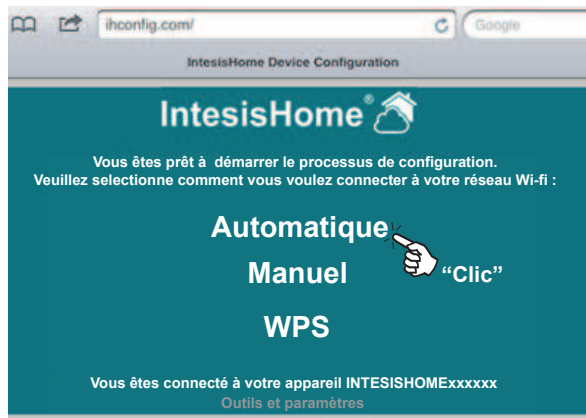 ihconfig.com/
Google
IntesisHome Device Configuration
IntesisHome®
Vous êtes prêt à démarrer le processus de configuration.
Veuillez selectionne comment vous voulez connecter à votre réseau Wi-fi :
Automatique
Manuel
“Clic”
WPS
Vous êtes connecté à votre appareil INTESISHOMExxxxxx
Outils et paramètres